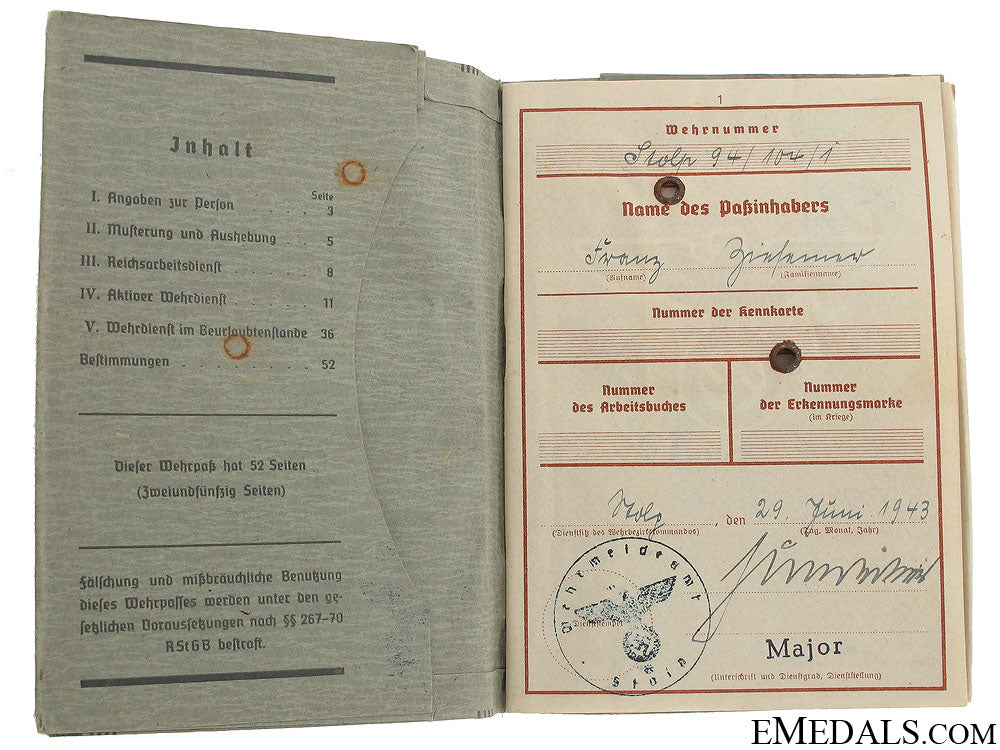 Inhalt
Seite
I. Angaben zur Person . . . . 3
II. Musterung und Aushebung . . 5
III. Reichsarbeitsdienst . . . . 8
IV. Aktiver Wehrdienst . . . . 11
V. Wehrdienst im Beurlaubtenstande 36
Bestimmungen . . . . 52
Dieser Wehrpaß hat 52 Seiten
(Zweiundfünfzig Seiten)
Fälschung und mißbräuchliche Benutzung
dieses Wehrpasses werden unter den ge-
setzlichen Voraussetzungen nach §§ 267-70
RStGB bestraft.
1
Wehrnummer
Stolp 94/104/1
Name des Paßinhabers
Franz Ziesemer
(Rufname) (Familienname)
Nummer der Kennkarte
Nummer
des Arbeitsbuches
Nummer
der Erkennungsmarke
(im Kriege)
Stolp, den 29. Juni 1943
(Dienstsitz des Wehrbezirkskommandos) (Tag, Monat, Jahr)
Wehrmeldeamt
Dienststempel
Stolp
Major
(Unterschrift und Dienstgrad, Dienststellung)
EMEDALS.COM